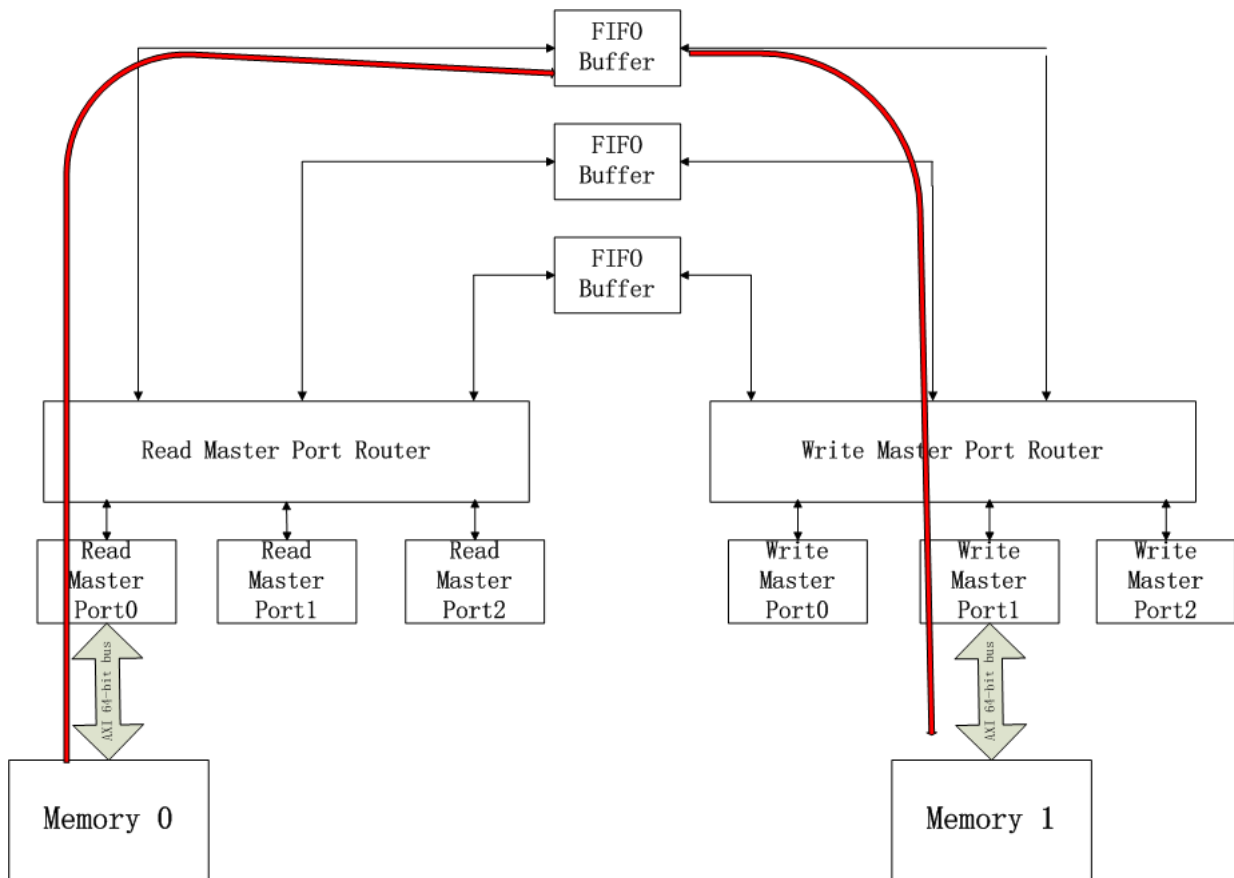 FIFO
Buffer
FIFO
Buffer
FIFO
Buffer
Read Master Port Router
Write Master Port Router
Read
Master
Port0
Read
Master
Port1
Read
Master
Port2
Write
Master
Port0
Write
Master
Port1
Write
Master
Port2
AXI 64-bit bus
AXI 64-bit bus
Memory 0
Memory 1